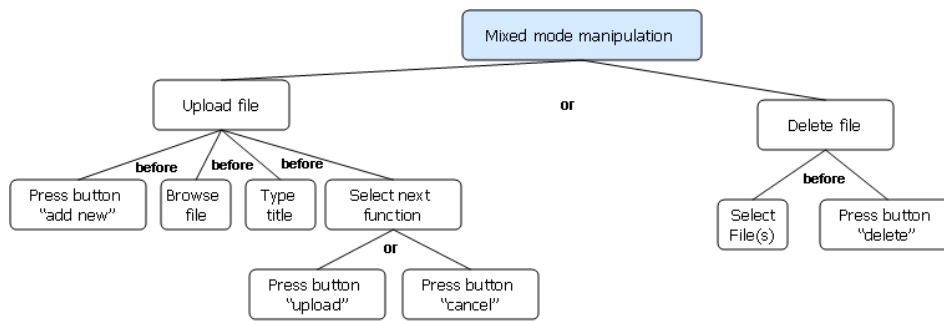 Mixed mode manipulation
Upload file
or
Delete file
before
before
before
before
Press button
"add new"
Browse
file
Type
title
Select next
function
Select
File(s)
Press button
"delete"
or
Press button
"upload"
Press button
"cancel"